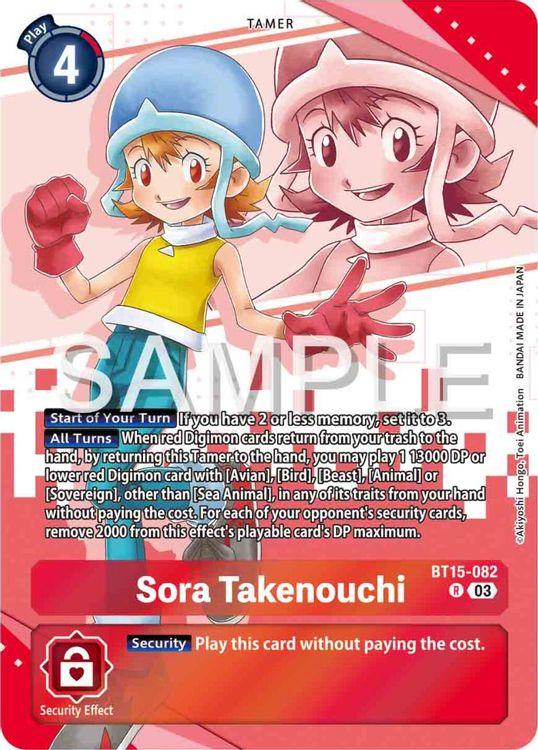 TAMER
Play
4
SAMPLE
Start of Your Turn If you have 2 or less memory, set it to 3.
All Turns When red Digimon cards return from your trash to the
hand, by returning this Tamer to the hand, you may play 1 13000 DP or
lower red Digimon card with [Avian], [Bird], [Beast], [Animal] or
[Sovereign], other than [Sea Animal], in any of its traits from your hand
without paying the cost. For each of your opponent's security cards,
remove 2000 from this effect's playable card's DP maximum.
©Akiyoshi Hongo, Toei Animation BANDAI MADE IN JAPAN
BT15-082
Sora Takenouchi
R 03
Security Play this card without paying the cost.
Security Effect